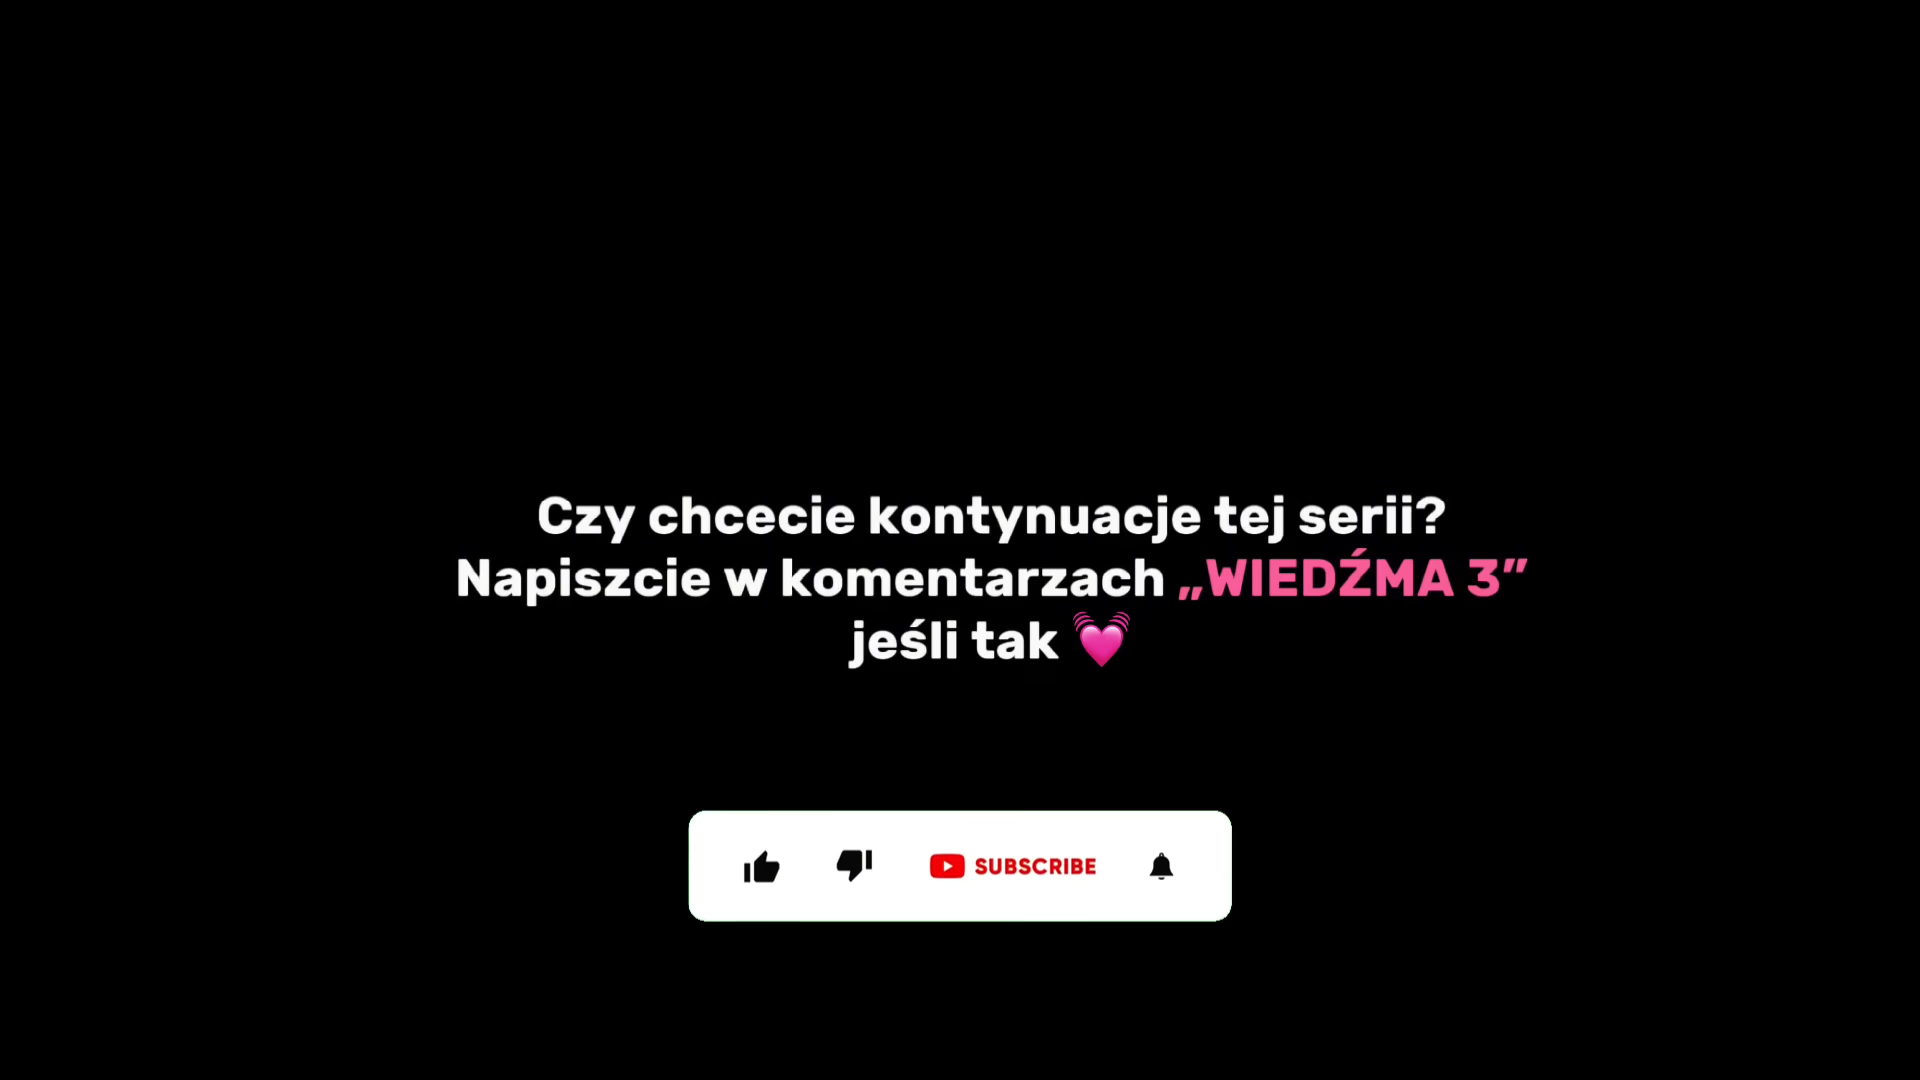 Czy chcecie kontynuacje tej serii?
Napiszcie w komentarzach „WIEDŹMA 3”
jeśli tak 💓
SUBSCRIBE